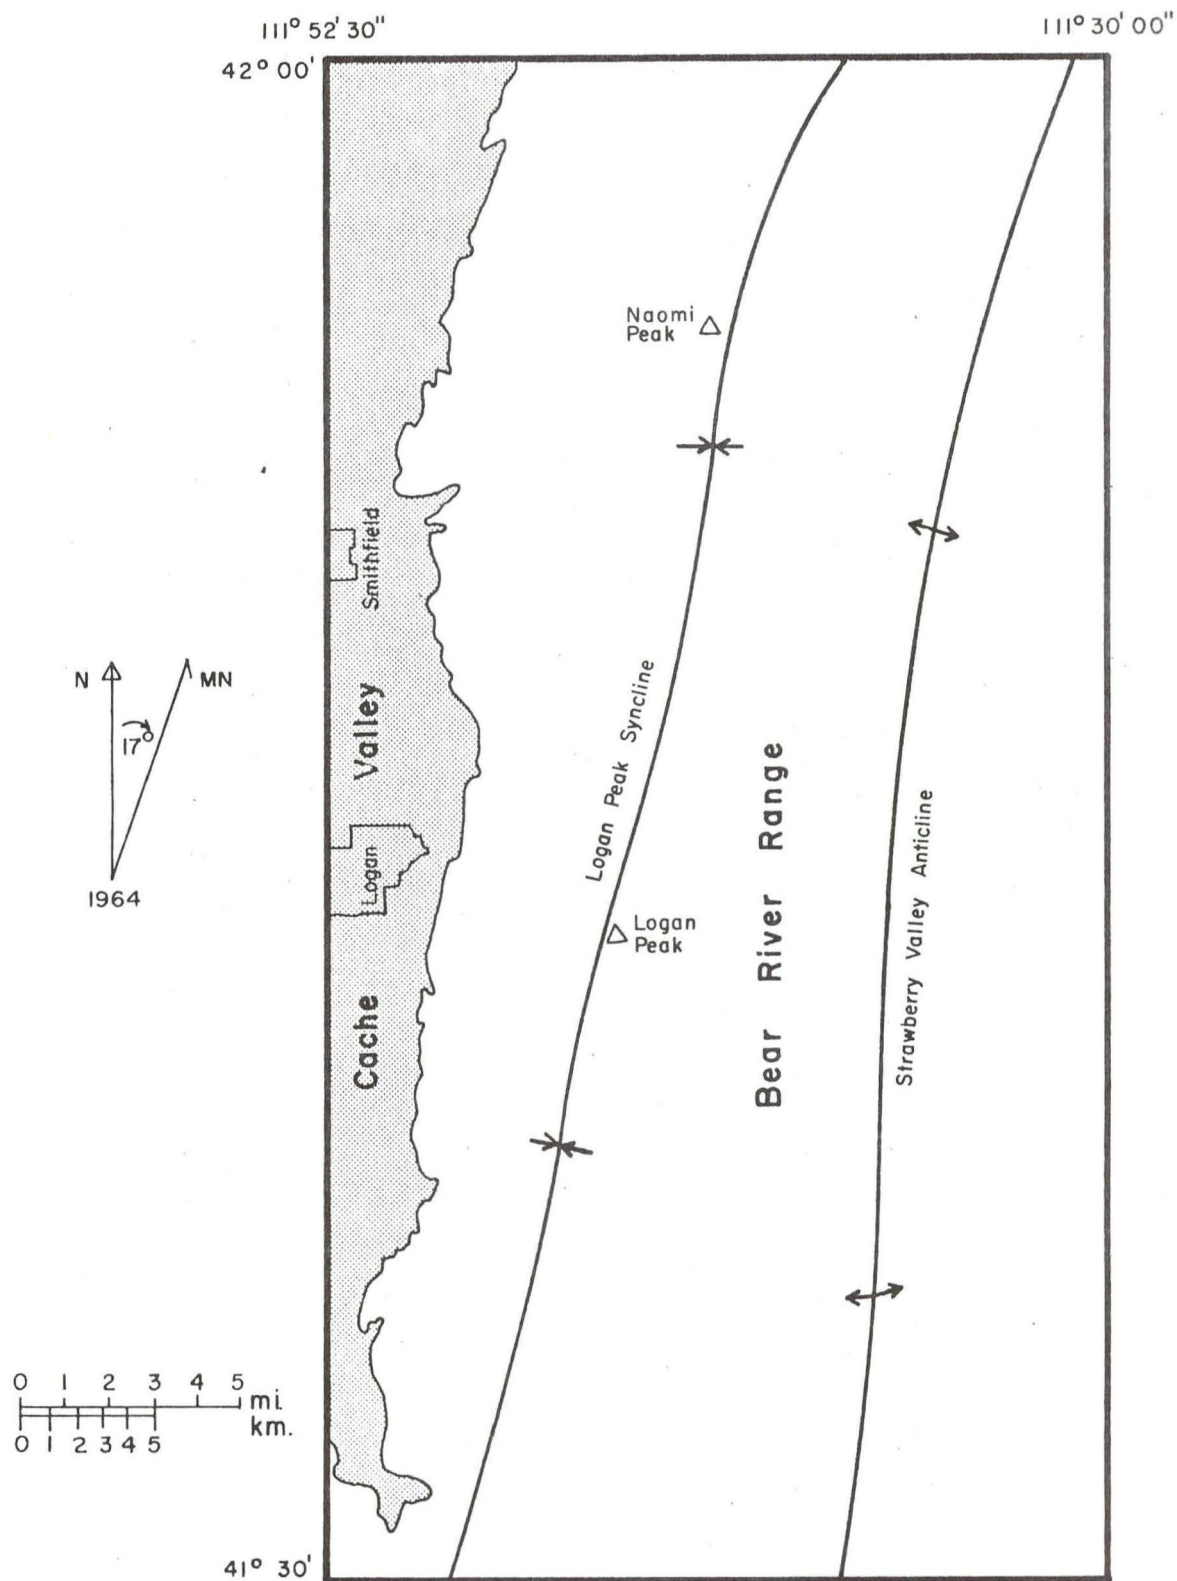 111° 52' 30"
111° 30' 00"
42° 00'
Naomi
Peak
Smithfield
N
MN
17°
1964
Valley
Logan Peak Syncline
Logan
Logan
Peak
Bear River Range
Strawberry Valley Anticline
Cache
0 1 2 3 4 5 mi.
km.
0 1 2 3 4 5
41° 30'